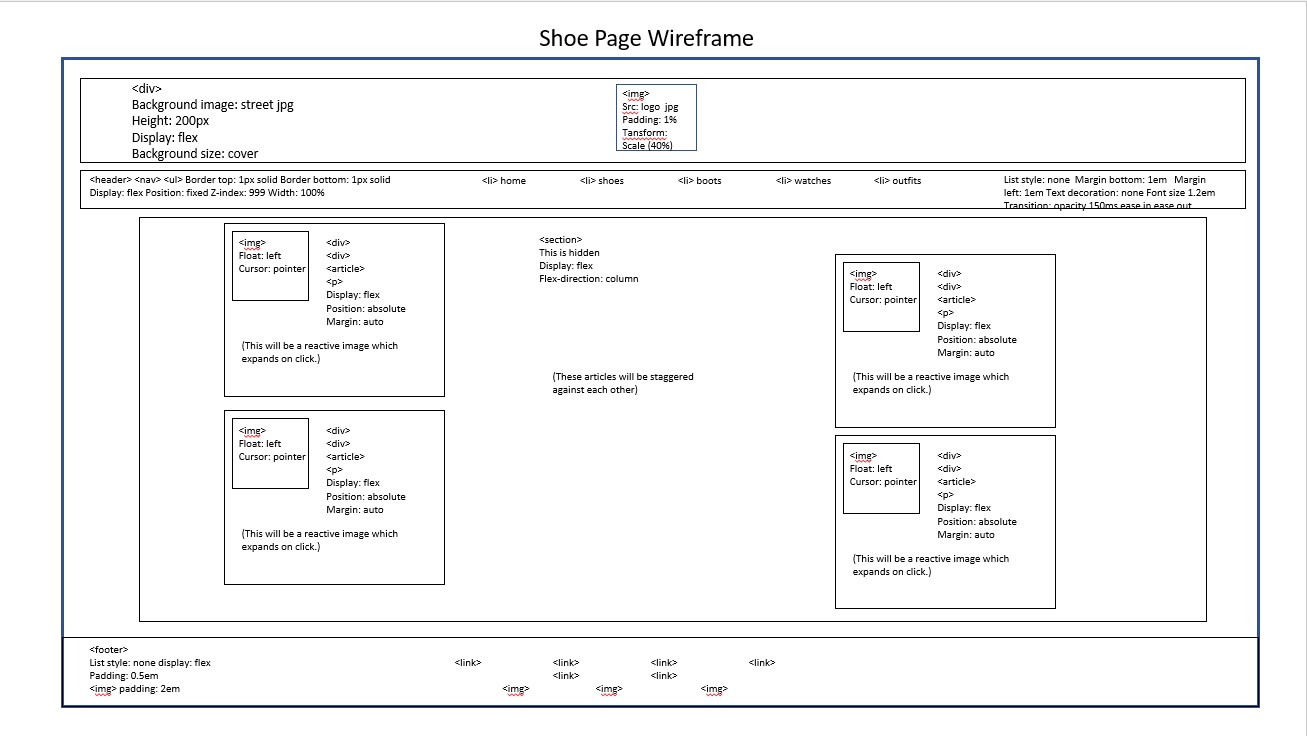 Shoe Page Wireframe
<div>
Background image: street jpg
Height: 200px
Display: flex
Background size: cover
<img>
Src: logo jpg
Padding: 1%
Tansform:
Scale (40%)
<header> <nav> <ul> Border top: 1px solid Border bottom: 1px solid
Display: flex Position: fixed Z-index: 999 Width: 100%
<li> home
<li> shoes
<li> boots
<li> watches
<li> outfits
List style: none Margin bottom: 1em Margin
left: 1em Text decoration: none Font size 1.2em
Transition: opacity 150ms ease in ease out
<img>
Float: left
Cursor: pointer
<div>
<div>
<article>
<p>
Display: flex
Position: absolute
Margin: auto
(This will be a reactive image which
expands on click.)
<section>
This is hidden
Display: flex
Flex-direction: column
(These articles will be staggered
against each other)
<img>
Float: left
Cursor: pointer
<div>
<div>
<article>
<p>
Display: flex
Position: absolute
Margin: auto
(This will be a reactive image which
expands on click.)
<img>
Float: left
Cursor: pointer
<div>
<div>
<article>
<p>
Display: flex
Position: absolute
Margin: auto
(This will be a reactive image which
expands on click.)
<img>
Float: left
Cursor: pointer
<div>
<div>
<article>
<p>
Display: flex
Position: absolute
Margin: auto
(This will be a reactive image which
expands on click.)
<footer>
List style: none display: flex
Padding: 0.5em
<img> padding: 2em
<link> <link> <link> <link>
<link> <link>
<img> <img> <img>